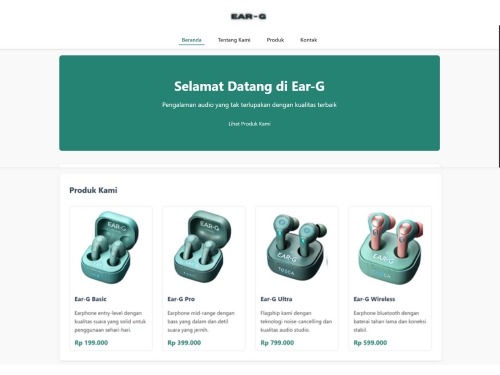 EAR-G
Beranda Tentang Kami Produk Kontak
Selamat Datang di Ear-G
Pengalaman audio yang tak terlupakan dengan kualitas terbaik
Lihat Produk Kami
Produk Kami
EAR-G
EAR-G
TOSCA
Ear-G Basic
Earphone entry-level dengan
kualitas suara yang solid untuk
penggunaan sehari-hari.
Rp 199.000
Ear-G Pro
Earphone mid-range dengan
bass yang dalam dan detil
suara yang jernih.
Rp 399.000
Ear-G Ultra
Flagship kami dengan
teknologi noise-cancelling dan
kualitas audio studio.
Rp 799.000
Ear-G Wireless
Earphone bluetooth dengan
baterai tahan lama dan koneksi
stabil.
Rp 599.000